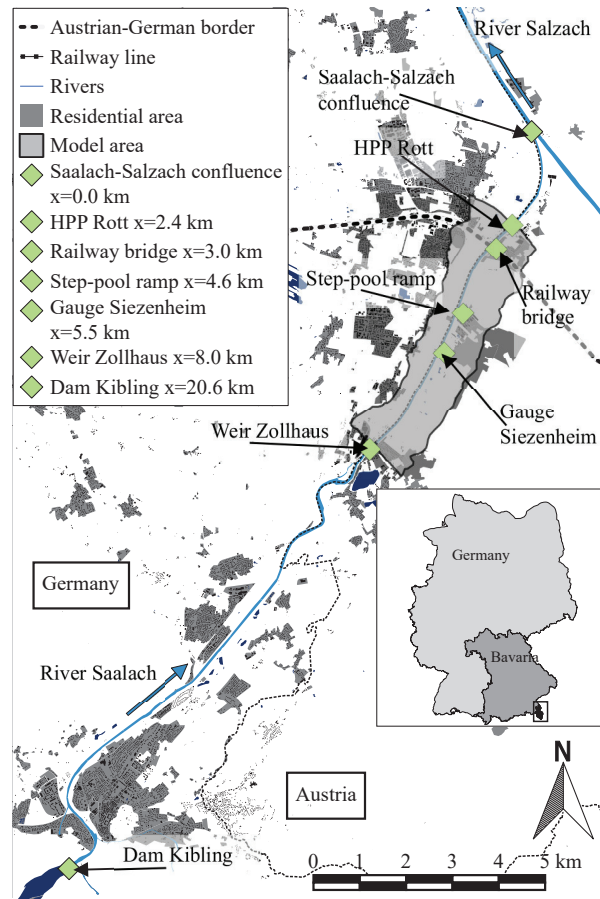 Austrian-German border
Railway line
Rivers
Residential area
Model area
Saalach-Salzach confluence
x=0.0 km
HPP Rott x=2.4 km
Railway bridge x=3.0 km
Step-pool ramp x=4.6 km
Gauge Siezenheim
x=5.5 km
Weir Zollhaus x=8.0 km
Dam Kibling x=20.6 km
River Salzach
Saalach-Salzach
confluence
HPP Rott
Step-pool ramp
Railway
bridge
Gauge
Siezenheim
Weir Zollhaus
Germany
River Saalach
Austria
Dam Kibling
Germany
Bavaria
N
0 1 2 3 4 5 km